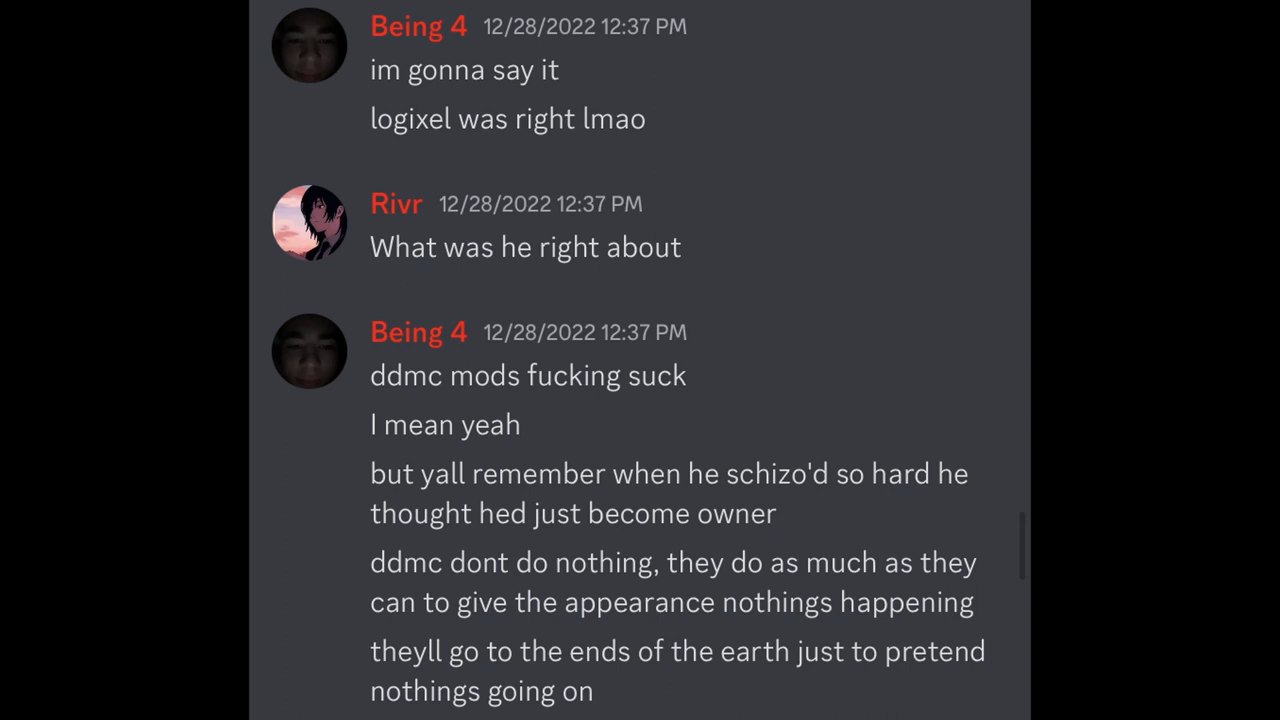 Being 4 12/28/2022 12:37 PM
im gonna say it
logixel was right lmao
Rivr 12/28/2022 12:37 PM
What was he right about
Being 4 12/28/2022 12:37 PM
ddmc mods fucking suck
I mean yeah
but yall remember when he schizo'd so hard he
thought hed just become owner
ddmc dont do nothing, they do as much as they
can to give the appearance nothings happening
theyll go to the ends of the earth just to pretend
nothings going on